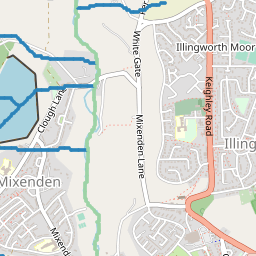 White Gate
Illingworth Moor
Keighley Road
Clough Lane
Mixenden Lane
Illing
Mixenden
Mixend